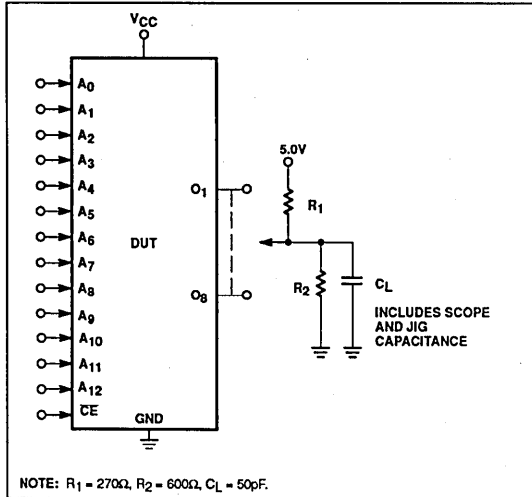 VCC
A0
A1
A2
A3
A4
A5
A6
A7
A8
A9
A10
A11
A12
CE
DUT
O1
O8
GND
5.0V
R1
R2
CL
INCLUDES SCOPE
AND JIG
CAPACITANCE
NOTE: R1 = 270Ω, R2 = 600Ω, CL = 50pF.